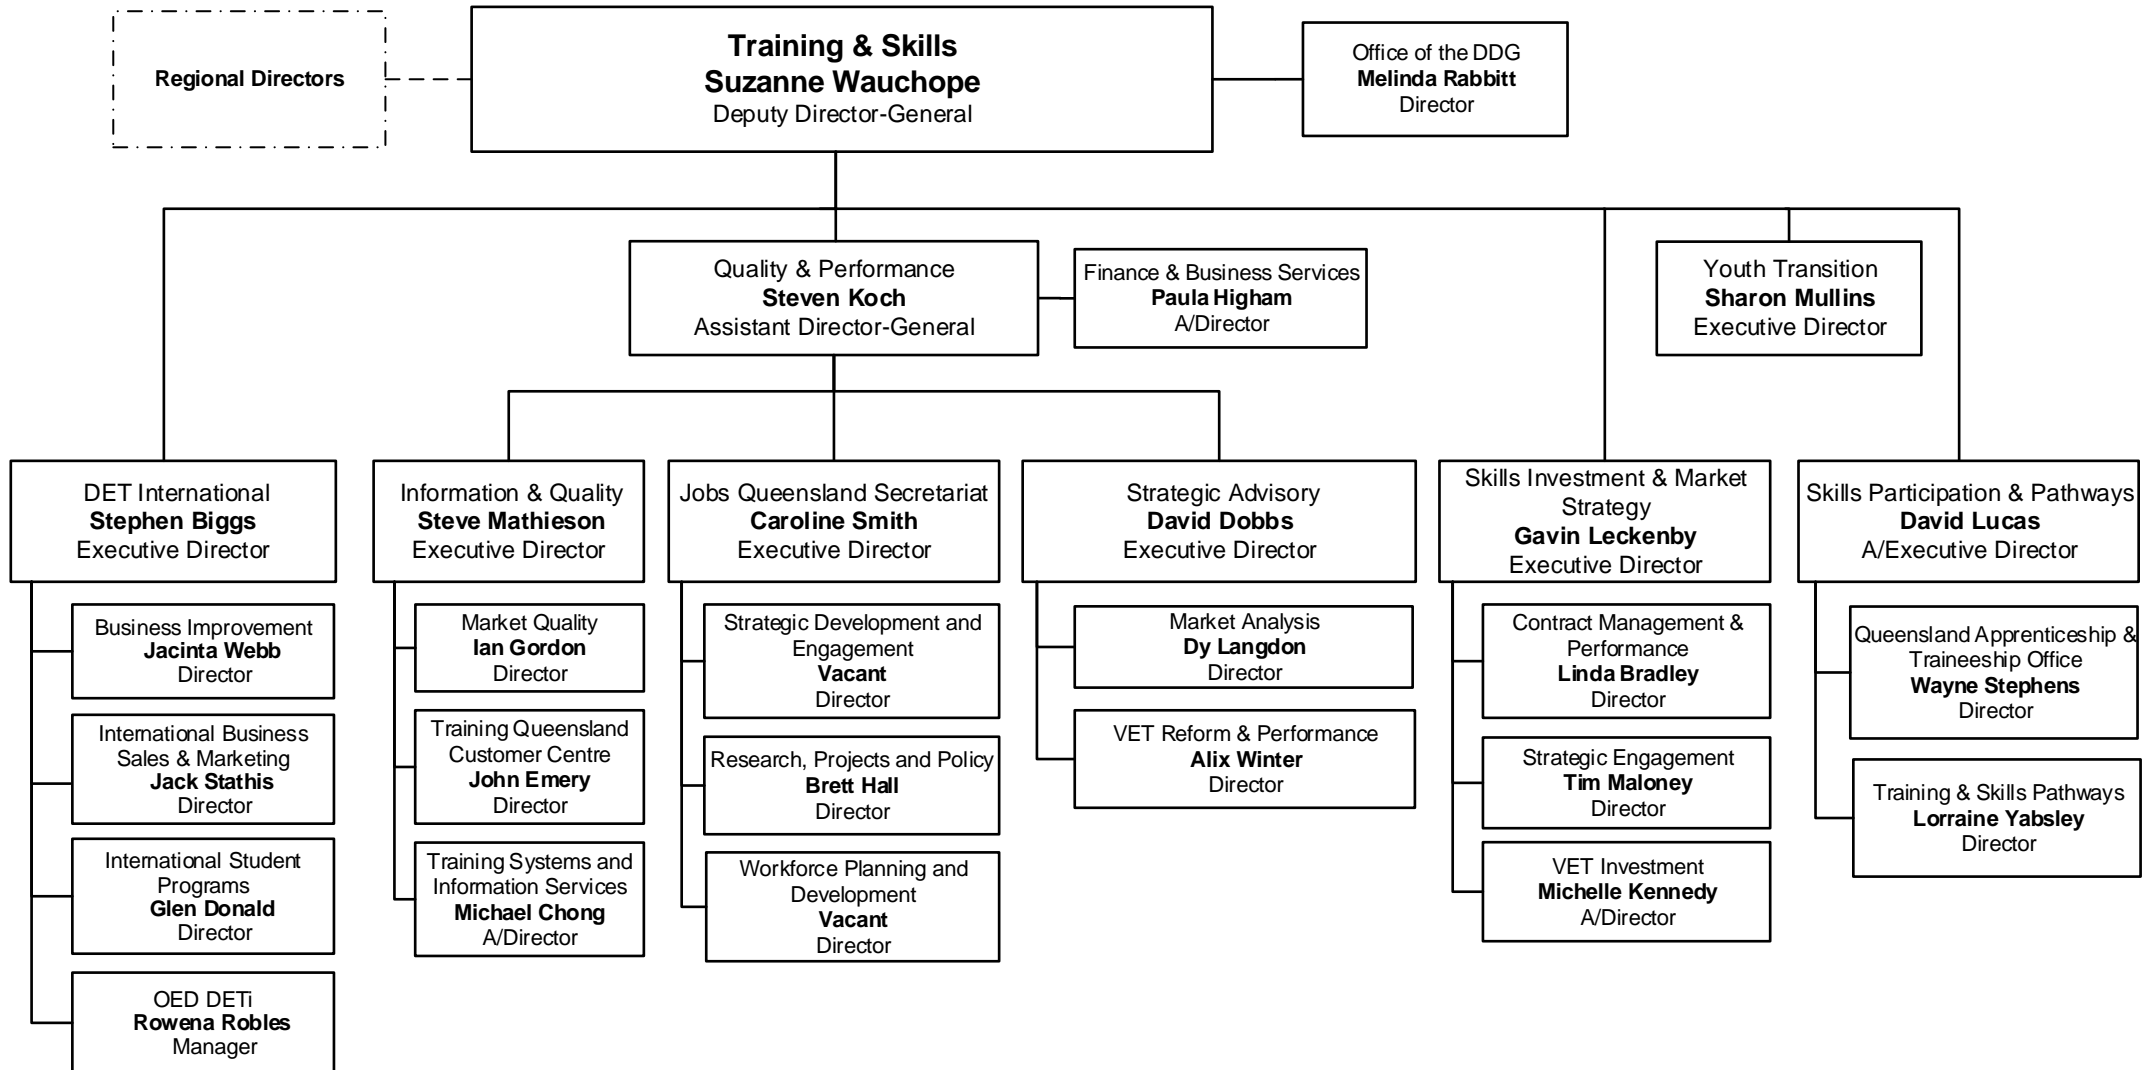 Regional Directors
Training & Skills
Suzanne Wauchope
Deputy Director-General
Office of the DDG
Melinda Rabbitt
Director
Quality & Performance
Steven Koch
Assistant Director-General
Finance & Business Services
Paula Higham
A/Director
Youth Transition
Sharon Mullins
Executive Director
DET International
Stephen Biggs
Executive Director
Business Improvement
Jacinta Webb
Director
International Business
Sales & Marketing
Jack Stathis
Director
International Student
Programs
Glen Donald
Director
OED DETi
Rowena Robles
Manager
Information & Quality
Steve Mathieson
Executive Director
Market Quality
Ian Gordon
Director
Training Queensland
Customer Centre
John Emery
Director
Training Systems and
Information Services
Michael Chong
A/Director
Jobs Queensland Secretariat
Caroline Smith
Executive Director
Strategic Development and
Engagement
Vacant
Director
Research, Projects and Policy
Brett Hall
Director
Workforce Planning and
Development
Vacant
Director
Strategic Advisory
David Dobbs
Executive Director
Market Analysis
Dy Langdon
Director
VET Reform & Performance
Alix Winter
Director
Skills Investment & Market
Strategy
Gavin Leckenby
Executive Director
Contract Management &
Performance
Linda Bradley
Director
Strategic Engagement
Tim Maloney
Director
VET Investment
Michelle Kennedy
A/Director
Skills Participation & Pathways
David Lucas
A/Executive Director
Queensland Apprenticeship &
Traineeship Office
Wayne Stephens
Director
Training & Skills Pathways
Lorraine Yabsley
Director